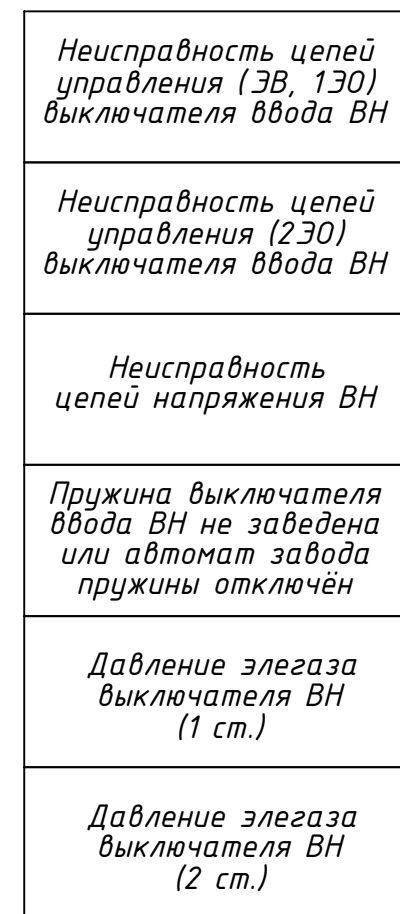 Неисправность цепей
управления (ЭВ, 1ЭО)
выключателя ввода ВН
Неисправность цепей
управления (2ЭО)
выключателя ввода ВН
Неисправность
цепей напряжения ВН
Пружина выключателя
ввода ВН не заведена
или автомат завода
пружины отключён
Давление элегаза
выключателя ВН
(1 ст.)
Давление элегаза
выключателя ВН
(2 ст.)